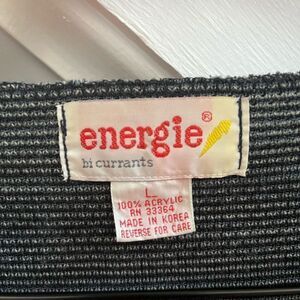 energie®
bi currants
L
100% ACRYLIC
RN 33364
MADE IN KOREA
REVERSE FOR CARE